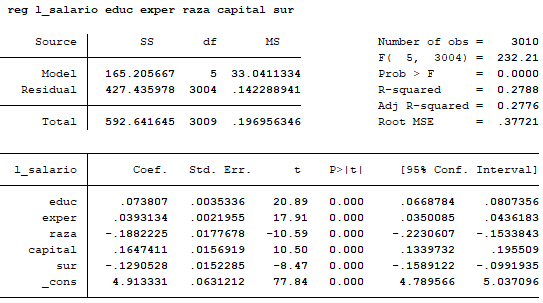 reg l_salario educ exper raza capital sur
Source SS df MS Number of obs = 3010
F( 5, 3004) = 232.21
Model 165.205667 5 33.0411334 Prob > F = 0.0000
Residual 427.435978 3004 .142288941 R-squared = 0.2788
Adj R-squared = 0.2776
Total 592.641645 3009 .196956346 Root MSE = .37721
l_salario Coef. Std. Err. t P>|t| [95% Conf. Interval]
educ .073807 .0035336 20.89 0.000 .0668784 .0807356
exper .0393134 .0021955 17.91 0.000 .0350085 .0436183
raza -.1882225 .0177678 -10.59 0.000 -.2230607 -.1533843
capital .1647411 .0156919 10.50 0.000 .1339732 .195509
sur -.1290528 .0152285 -8.47 0.000 -.1589122 -.0991935
_cons 4.913331 .0631212 77.84 0.000 4.789566 5.037096